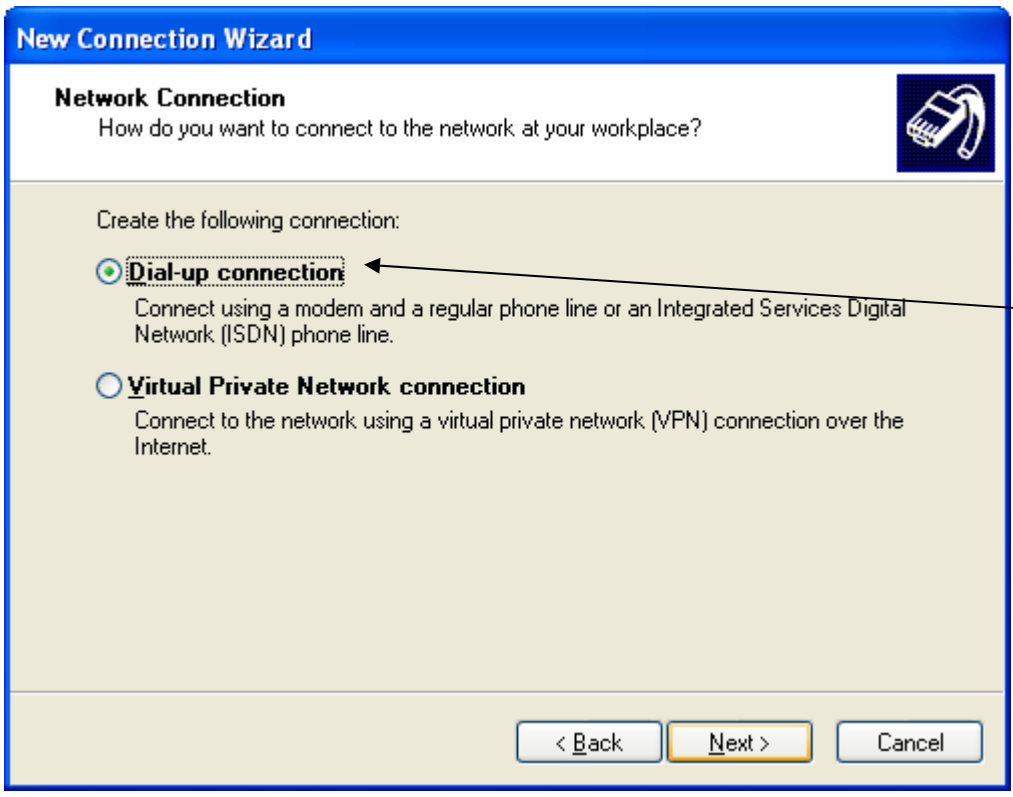 New Connection Wizard
Network Connection
How do you want to connect to the network at your workplace?
Create the following connection:
Dial-up connection
Connect using a modem and a regular phone line or an Integrated Services Digital
Network (ISDN) phone line.
Virtual Private Network connection
Connect to the network using a virtual private network (VPN) connection over the
Internet.
< Back
Next >
Cancel